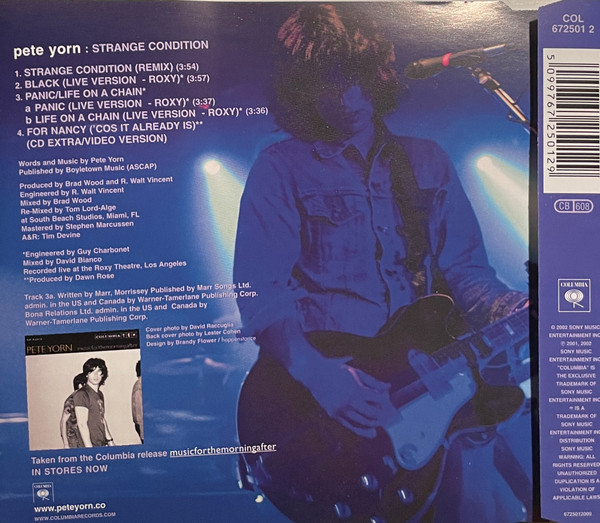 pete yorn : STRANGE CONDITION
1. STRANGE CONDITION (REMIX) (3:54)
2. BLACK (LIVE VERSION - ROXY)* (3:57)
3. PANIC/LIFE ON A CHAIN*
a PANIC (LIVE VERSION - ROXY)* (3:37)
b LIFE ON A CHAIN (LIVE VERSION - ROXY)* (3:36)
4. FOR NANCY ('COS IT ALREADY IS)**
(CD EXTRA/VIDEO VERSION)
Words and Music by Pete Yorn
Published by Boyletown Music (ASCAP)
Produced by Brad Wood and R. Walt Vincent
Engineered by R. Walt Vincent
Mixed by Brad Wood
Re-Mixed by Tom Lord-Alge
at South Beach Studios, Miami, FL
Mastered by Stephen Marcussen
A&R: Tim Devine
*Engineered by Guy Charbonet
Mixed by David Bianco
Recorded live at the Roxy Theatre, Los Angeles
**Produced by Dawn Rose
Track 3a. Written by Marr, Morrissey Published by Marr Songs Ltd.
admin. in the US and Canada by Warner-Tamerlane Publishing Corp.
Bona Relations Ltd. admin. in the US and Canada by
Warner-Tamerlane Publishing Corp.
Cover photo by David Raccuglia
Back cover photo by Lester Cohen
Design by Brandy Flower / happenstance
COLUMBIA
PETE YORN
musicforthemorningafter
Taken from the Columbia release musicforthemorningafter
IN STORES NOW
COLUMBIA
www.peteyorn.co
WWW.COLUMBIARECORDS.COM
COL
672501 2
5 099767 250129
CB 608
COLUMBIA
© 2002 SONY MUSIC
ENTERTAINMENT INC.
℗ 2001, 2002
SONY MUSIC
ENTERTAINMENT INC.
"COLUMBIA" IS
THE EXCLUSIVE
TRADEMARK OF
SONY MUSIC
ENTERTAINMENT INC.
IS A
TRADEMARK OF
SONY MUSIC
ENTERTAINMENT INC.
DISTRIBUTION
SONY MUSIC
WARNING: ALL
RIGHTS RESERVED.
UNAUTHORIZED
DUPLICATION IS A
VIOLATION OF
APPLICABLE LAWS
6725012000